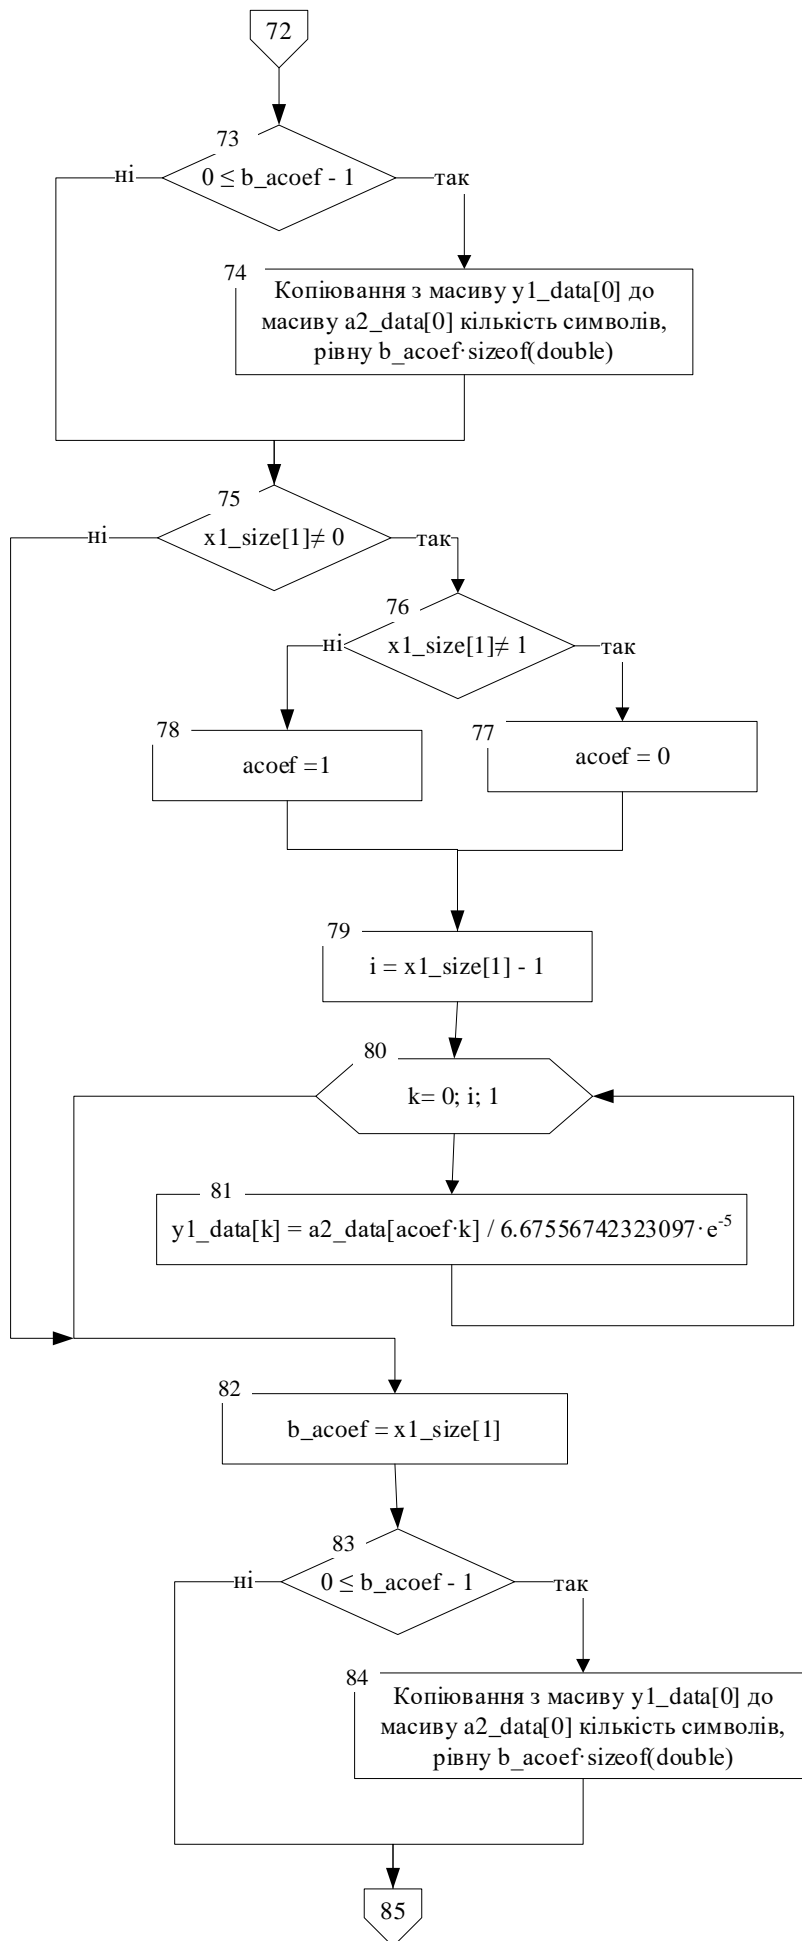 72
73
0 ≤ b_acoef - 1
ні
так
74
Копіювання з масиву y1_data[0] до
масиву a2_data[0] кількість символів,
рівну b_acoef·sizeof(double)
75
x1_size[1]≠ 0
ні
так
76
x1_size[1]≠ 1
ні
так
78
acoef =1
77
acoef = 0
79
i = x1_size[1] - 1
80
k= 0; i; 1
81
y1_data[k] = a2_data[acoef·k] / 6.67556742323097·e⁻⁵
82
b_acoef = x1_size[1]
83
0 ≤ b_acoef - 1
ні
так
84
Копіювання з масиву y1_data[0] до
масиву a2_data[0] кількість символів,
рівну b_acoef·sizeof(double)
85